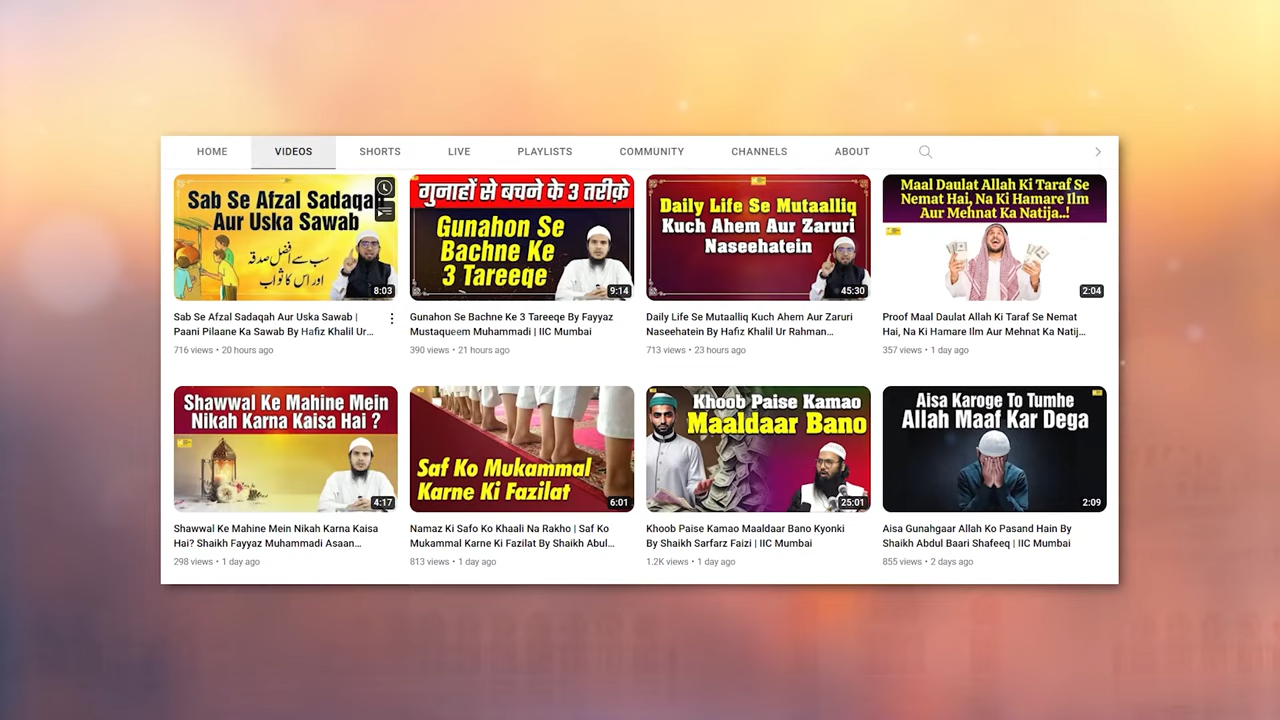 HOME VIDEOS SHORTS LIVE PLAYLISTS COMMUNITY CHANNELS ABOUT
Sab Se Afzal Sadaqah
Aur Uska Sawab
سب سے افضل صدقہ
اور اس کا ثواب
8:03
Sab Se Afzal Sadaqah Aur Uska Sawab |
Paani Pilaane Ka Sawab By Hafiz Khalil Ur...
716 views • 20 hours ago
गुनाहों से बचने के 3 तरीक़े
Gunahon Se
Bachne Ke
3 Tareeqe
9:14
Gunahon Se Bachne Ke 3 Tareeqe By Fayyaz
Mustaqueem Muhammadi | IIC Mumbai
390 views • 21 hours ago
Daily Life Se Mutaalliq
Kuch Ahem Aur Zaruri
Naseehatein
45:30
Daily Life Se Mutaalliq Kuch Ahem Aur Zaruri
Naseehatein By Hafiz Khalil Ur Rahman...
713 views • 23 hours ago
Maal Daulat Allah Ki Taraf Se
Nemat Hai, Na Ki Hamare Ilm
Aur Mehnat Ka Natija..!
2:04
Proof Maal Daulat Allah Ki Taraf Se Nemat
Hai, Na Ki Hamare Ilm Aur Mehnat Ka Natij...
357 views • 1 day ago
Shawwal Ke Mahine Mein
Nikah Karna Kaisa Hai ?
4:17
Shawwal Ke Mahine Mein Nikah Karna Kaisa
Hai? Shaikh Fayyaz Muhammadi Asaan...
298 views • 1 day ago
Saf Ko Mukammal
Karne Ki Fazilat
6:01
Namaz Ki Safo Ko Khaali Na Rakho | Saf Ko
Mukammal Karne Ki Fazilat By Shaikh Abul...
813 views • 1 day ago
Khoob Paise Kamao
Maaldaar Bano
25:01
Khoob Paise Kamao Maaldaar Bano Kyonki
By Shaikh Sarfarz Faizi | IIC Mumbai
1.2K views • 1 day ago
Aisa Karoge To Tumhe
Allah Maaf Kar Dega
2:09
Aisa Gunahgaar Allah Ko Pasand Hain By
Shaikh Abdul Baari Shafeeq | IIC Mumbai
855 views • 2 days ago